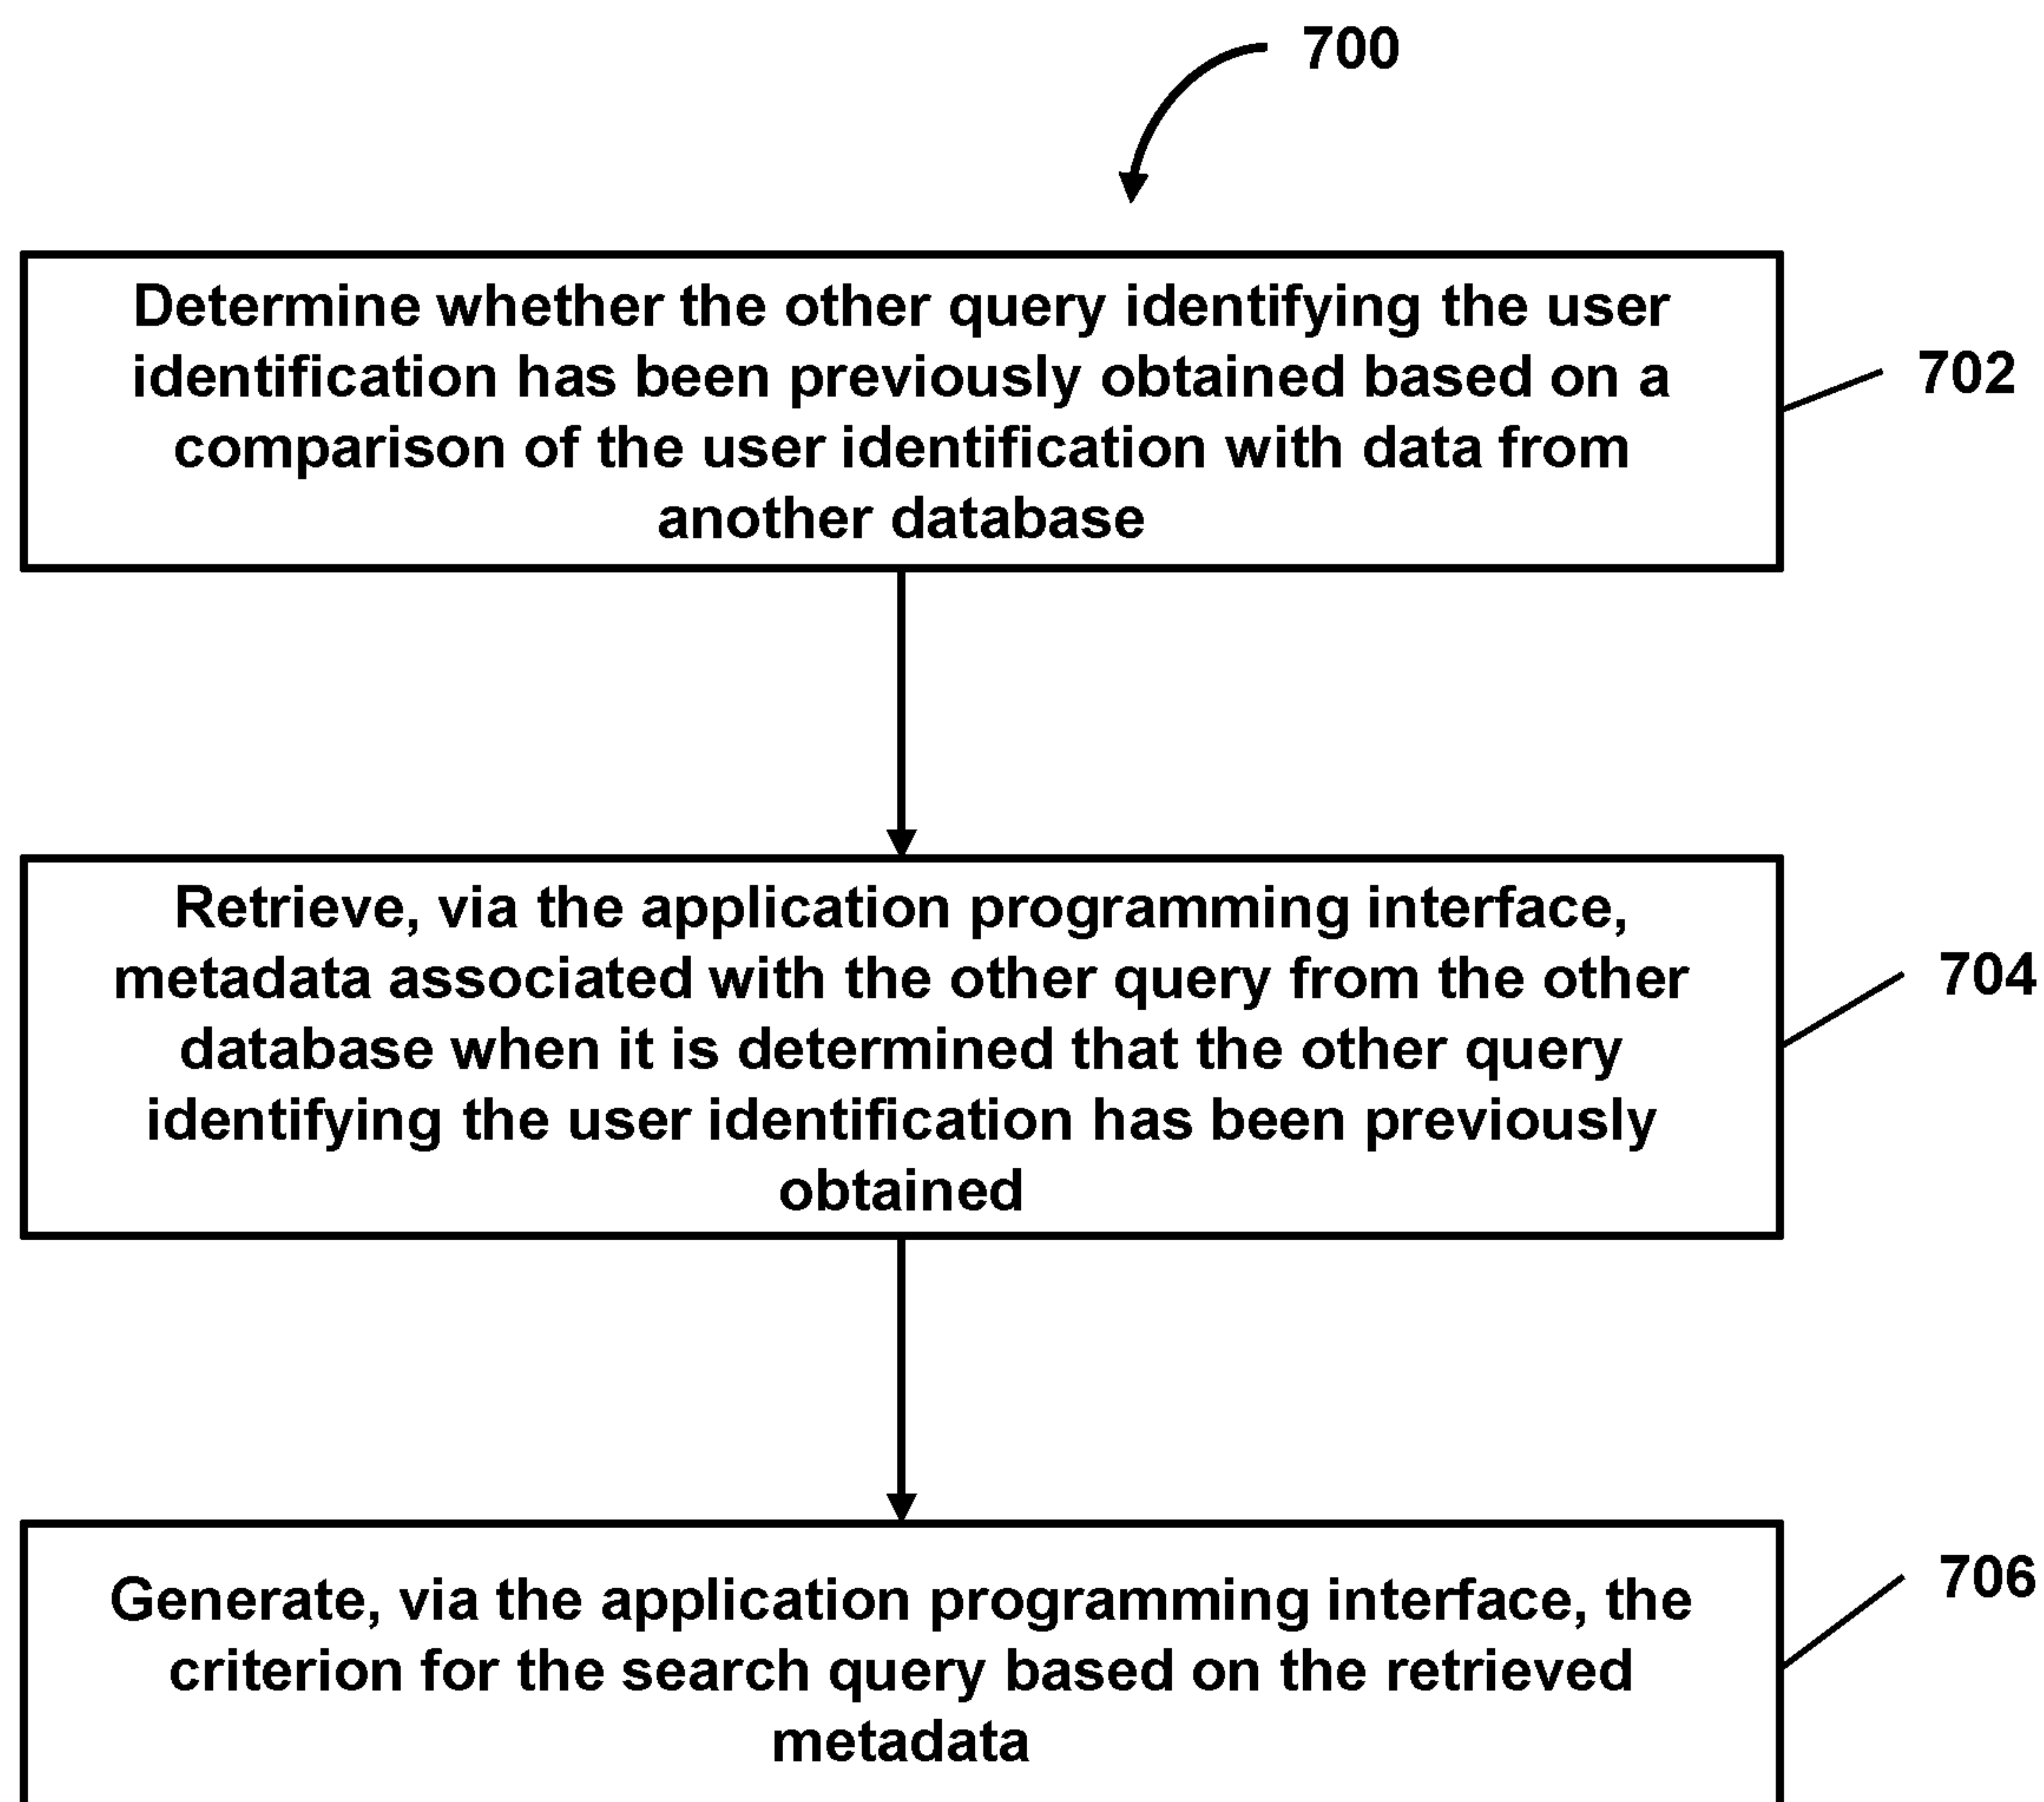 700
Determine whether the other query identifying the user
identification has been previously obtained based on a
comparison of the user identification with data from
another database
702
Retrieve, via the application programming interface,
metadata associated with the other query from the other
database when it is determined that the other query
identifying the user identification has been previously
obtained
704
Generate, via the application programming interface, the
criterion for the search query based on the retrieved
metadata
706